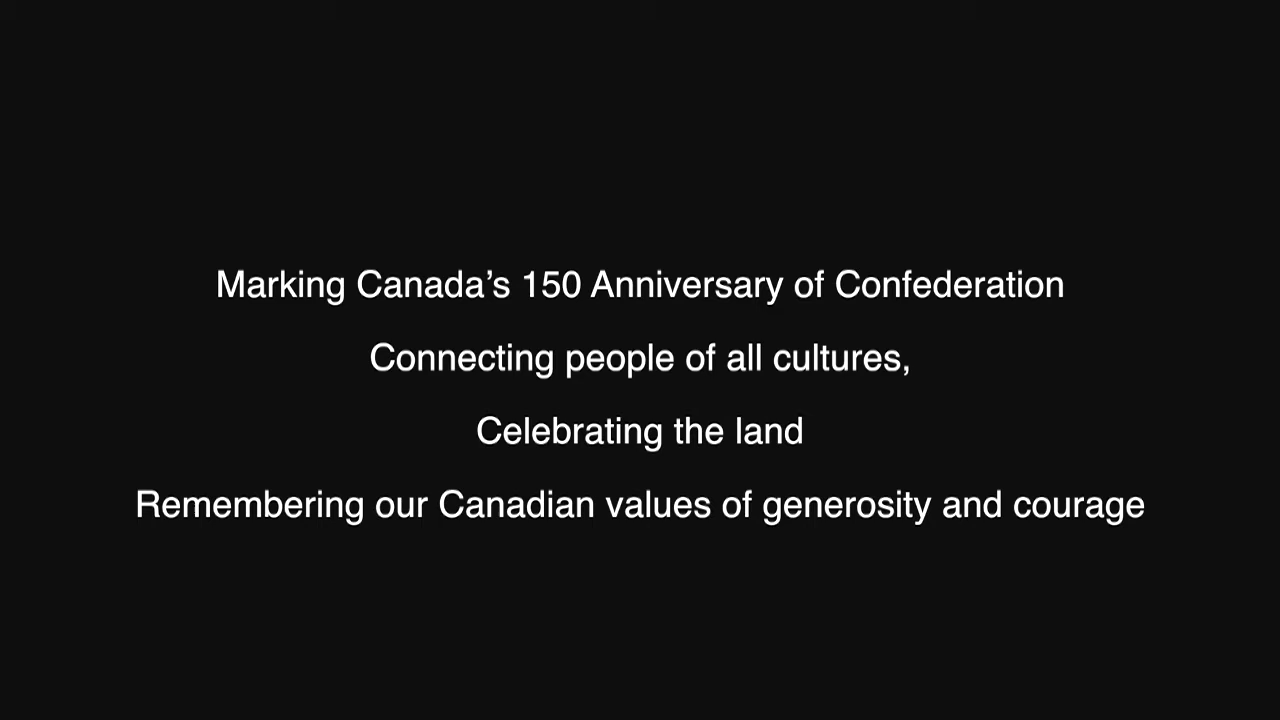 Marking Canada’s 150 Anniversary of Confederation
Connecting people of all cultures,
Celebrating the land
Remembering our Canadian values of generosity and courage